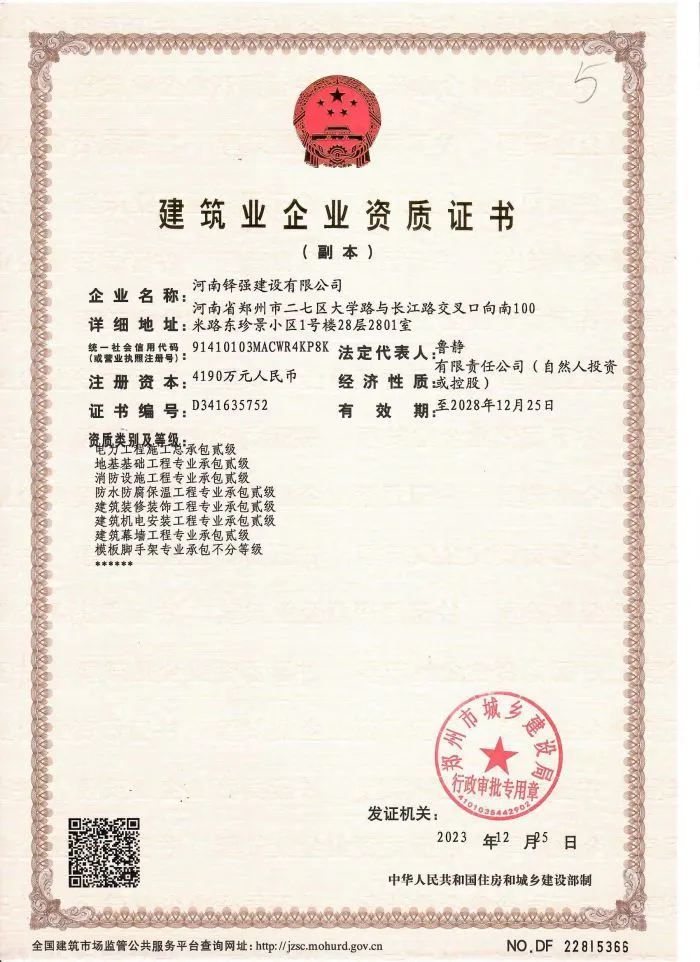 5
建筑业企业资质证书
（副本）
企业名称：河南铎强建设有限公司
详细地址：河南省郑州市二七区大学路与长江路交叉口向南100
米路东珍景小区1号楼28层2801室
统一社会信用代码
（或营业执照注册号）：91410103MACWR4KP8K 法定代表人：鲁静
注册资本：4190万元人民币 经济性质：有限责任公司（自然人投资
或控股）
证书编号：D341635752 有效期：至2028年12月25日
资质类别及等级：
电力工程施工总承包贰级
地基基础工程专业承包贰级
消防设施工程专业承包贰级
防水防腐保温工程专业承包贰级
建筑装修装饰工程专业承包贰级
建筑机电安装工程专业承包贰级
建筑幕墙工程专业承包贰级
模板脚手架专业承包不分等级
******
郑州市城乡建设局
行政审批专用章
4101035442902
发证机关：
2023 年12 月25 日
中华人民共和国住房和城乡建设部制
全国建筑市场监管公共服务平台查询网址：http://jzsc.mohurd.gov.cn
NO.DF 22815366